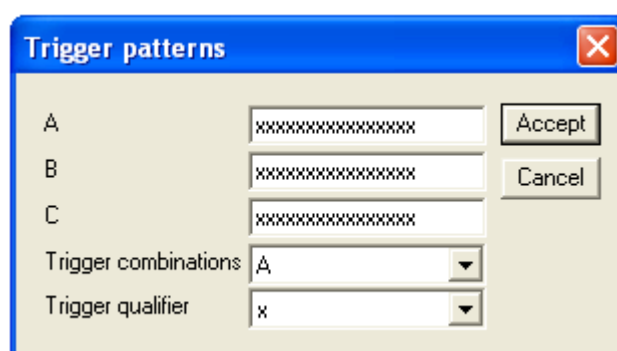 Trigger patterns
A xxxxxxxxxxxxxxxx Accept
B xxxxxxxxxxxxxxxx Cancel
C xxxxxxxxxxxxxxxx
Trigger combinations A
Trigger qualifier x